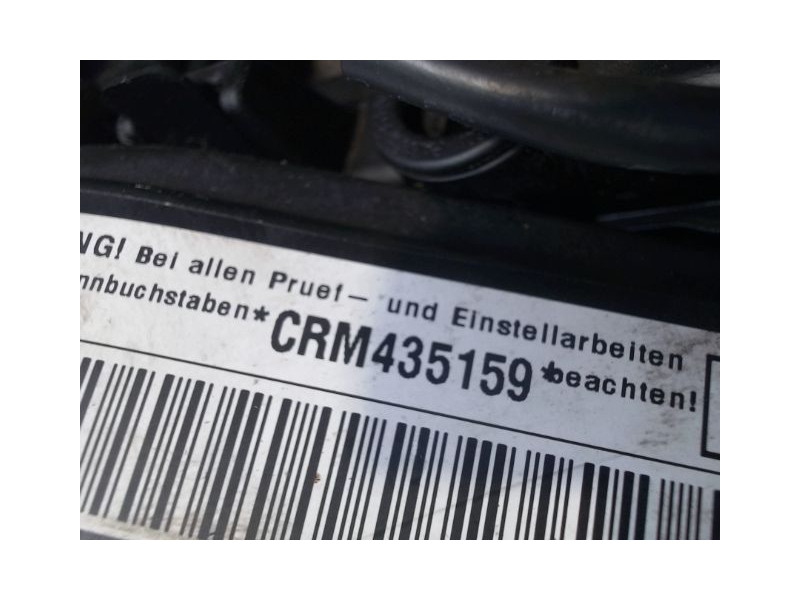 NG! Bei allen Pruef— und Einstellarbeiten
nnbuchstaben*CRM435159*beachten!